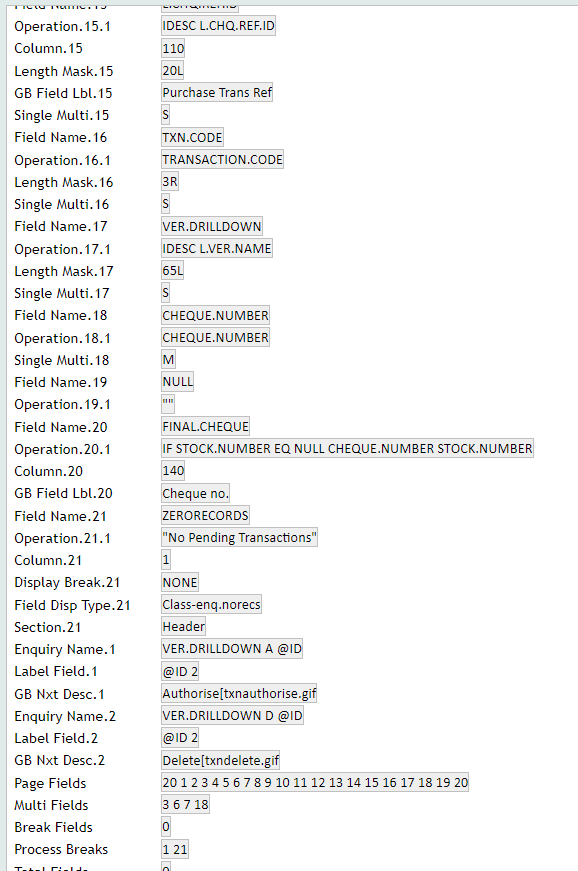 Operation.15.1 IDESC L.CHQ.REF.ID
Column.15 110
Length Mask.15 20L
GB Field Lbl.15 Purchase Trans Ref
Single Multi.15 S
Field Name.16 TXN.CODE
Operation.16.1 TRANSACTION.CODE
Length Mask.16 3R
Single Multi.16 S
Field Name.17 VER.DRILLDOWN
Operation.17.1 IDESC L.VER.NAME
Length Mask.17 65L
Single Multi.17 S
Field Name.18 CHEQUE.NUMBER
Operation.18.1 CHEQUE.NUMBER
Single Multi.18 M
Field Name.19 NULL
Operation.19.1 ""
Field Name.20 FINAL.CHEQUE
Operation.20.1 IF STOCK.NUMBER EQ NULL CHEQUE.NUMBER STOCK.NUMBER
Column.20 140
GB Field Lbl.20 Cheque no.
Field Name.21 ZERORECORDS
Operation.21.1 "No Pending Transactions"
Column.21 1
Display Break.21 NONE
Field Disp Type.21 Class-enq.norecs
Section.21 Header
Enquiry Name.1 VER.DRILLDOWN A @ID
Label Field.1 @ID 2
GB Nxt Desc.1 Authorise[txnauthorise.gif
Enquiry Name.2 VER.DRILLDOWN D @ID
Label Field.2 @ID 2
GB Nxt Desc.2 Delete[txndelete.gif
Page Fields 20 1 2 3 4 5 6 7 8 9 10 11 12 13 14 15 16 17 18 19 20
Multi Fields 3 6 7 18
Break Fields 0
Process Breaks 1 21